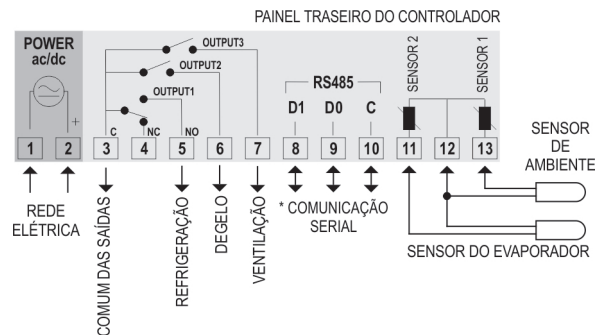 PAINEL TRASEIRO DO CONTROLADOR
POWER
ac/dc
+
OUTPUT3
OUTPUT2
OUTPUT1
C
NC
NO
RS485
D1 D0 C
SENSOR 2
SENSOR 1
1 2 3 4 5 6 7 8 9 10 11 12 13
REDE
ELÉTRICA
COMUM DAS SAÍDAS
REFRIGERAÇÃO
DEGELO
VENTILAÇÃO
* COMUNICAÇÃO
SERIAL
SENSOR
DE
AMBIENTE
SENSOR DO EVAPORADOR